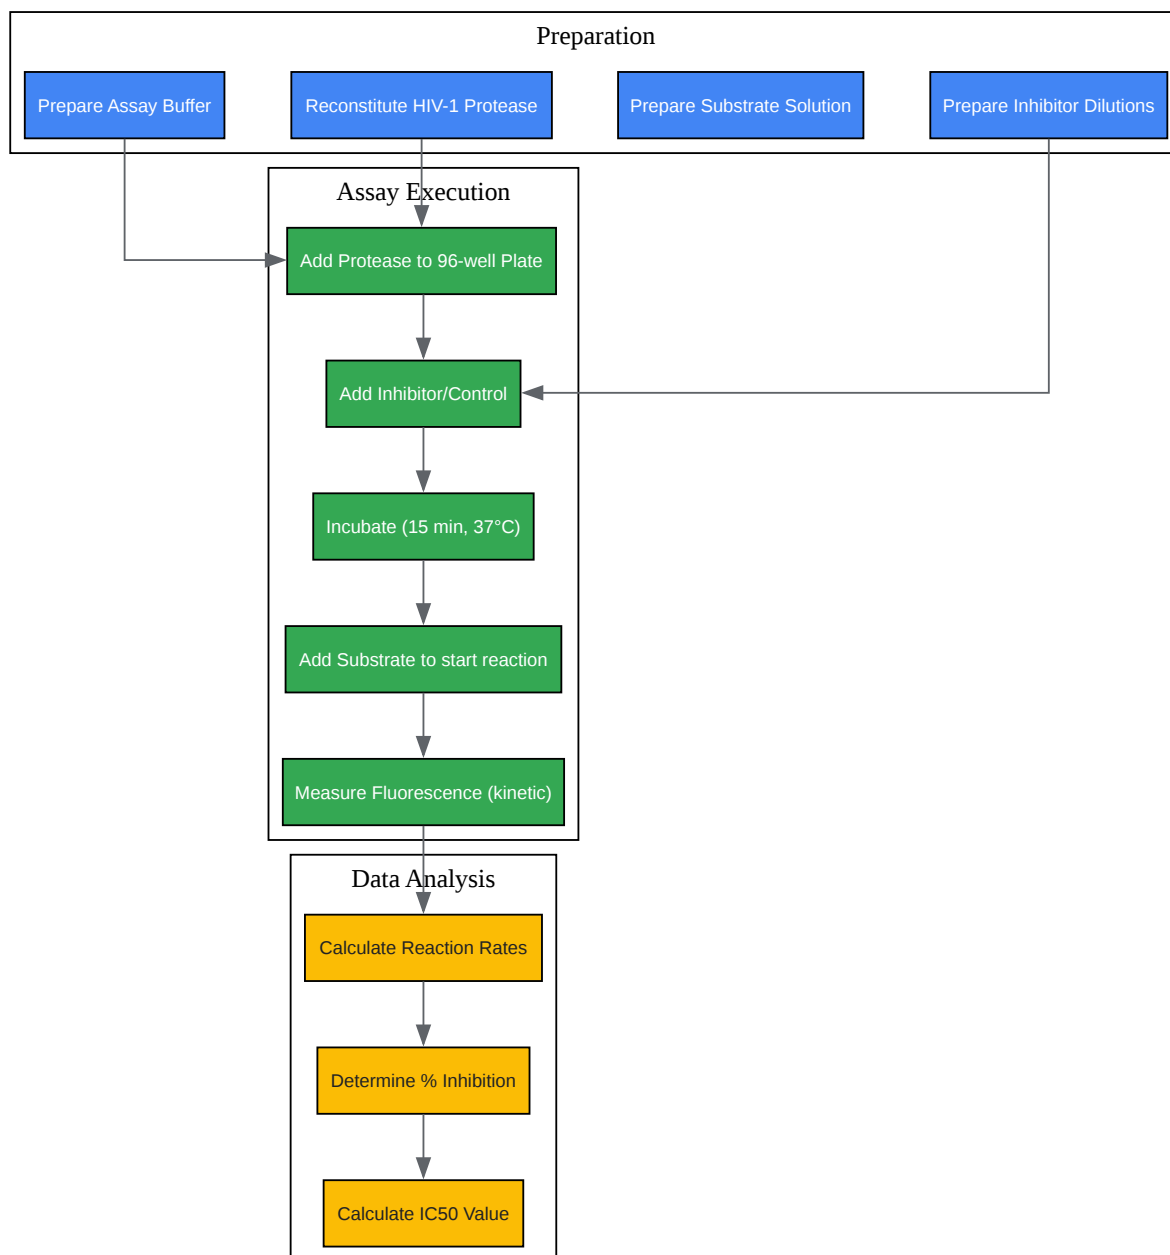 Preparation
Prepare Assay Buffer
Reconstitute HIV-1 Protease
Prepare Substrate Solution
Prepare Inhibitor Dilutions
Assay Execution
Add Protease to 96-well Plate
Add Inhibitor/Control
Incubate (15 min, 37°C)
Add Substrate to start reaction
Measure Fluorescence (kinetic)
Data Analysis
Calculate Reaction Rates
Determine % Inhibition
Calculate IC50 Value